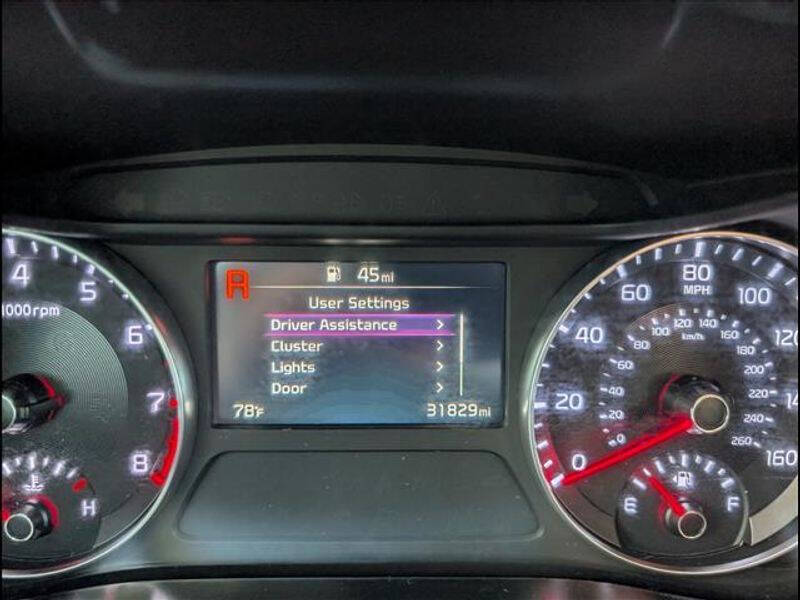 45mi
R
User Settings
Driver Assistance >
Cluster >
Lights >
Door >
78°F
31829mi
4
5
6
7
8
1000rpm
H
0
20
40
60
80
MPH
100
120
160
0
20
40
60
80
100
120
140
160
180
200
220
240
260
km/h
E
F